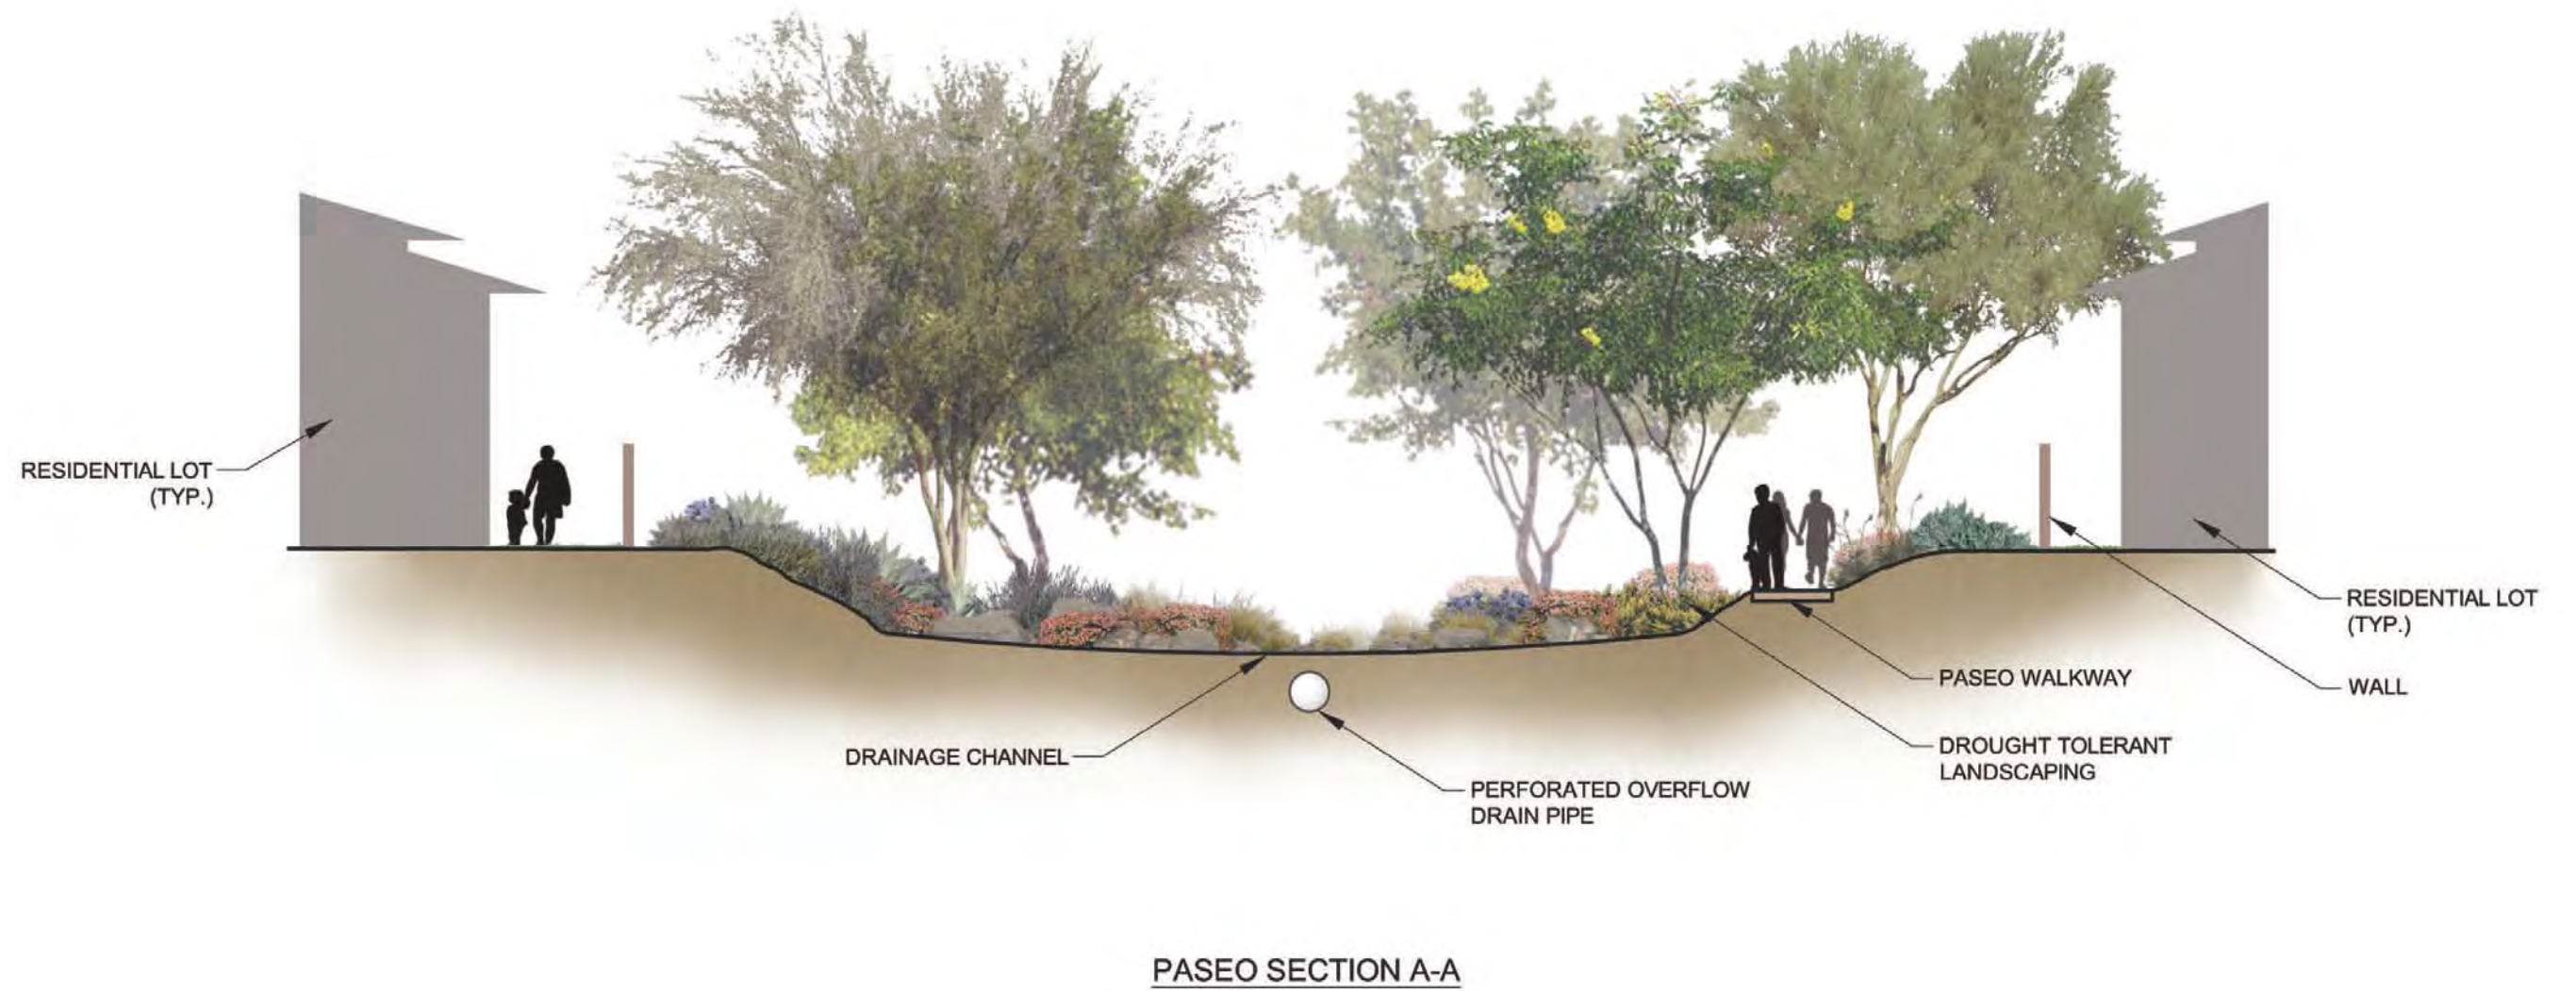 RESIDENTIAL LOT
(TYP.)
RESIDENTIAL LOT
(TYP.)
WALL
PASEO WALKWAY
DROUGHT TOLERANT
LANDSCAPING
DRAINAGE CHANNEL
PERFORATED OVERFLOW
DRAIN PIPE
PASEO SECTION A-A